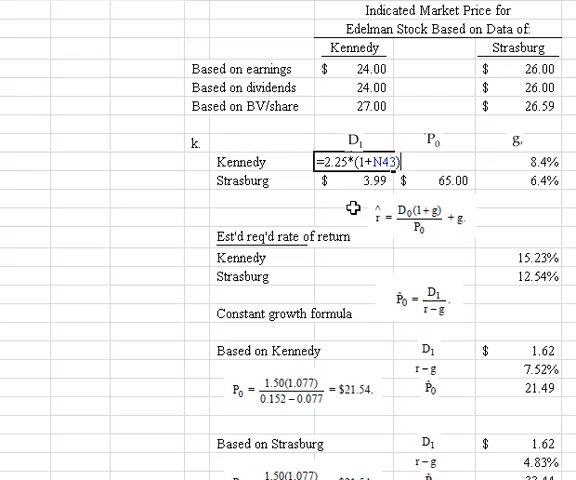 Indicated Market Price for
Edelman Stock Based on Data of:
Kennedy Strasburg
Based on earnings $ 24.00 $ 26.00
Based on dividends 24.00 $ 26.00
Based on BV/share 27.00 $ 26.59
k. D₁ P₀ g,
Kennedy =2.25*(1+N43) 8.4%
Strasburg $ 3.99 $ 65.00 6.4%
r̂ = D₀(1+g) / P₀ + g.
Est'd req'd rate of return
Kennedy 15.23%
Strasburg 12.54%
P̂₀ = D₁ / r − g .
Constant growth formula
Based on Kennedy D₁ $ 1.62
r − g 7.52%
P₀ = 1.50(1.077) / 0.152 − 0.077 = $21.54. P̂₀ 21.49
Based on Strasburg D₁ $ 1.62
r − g 4.83%
1.50(1.077)